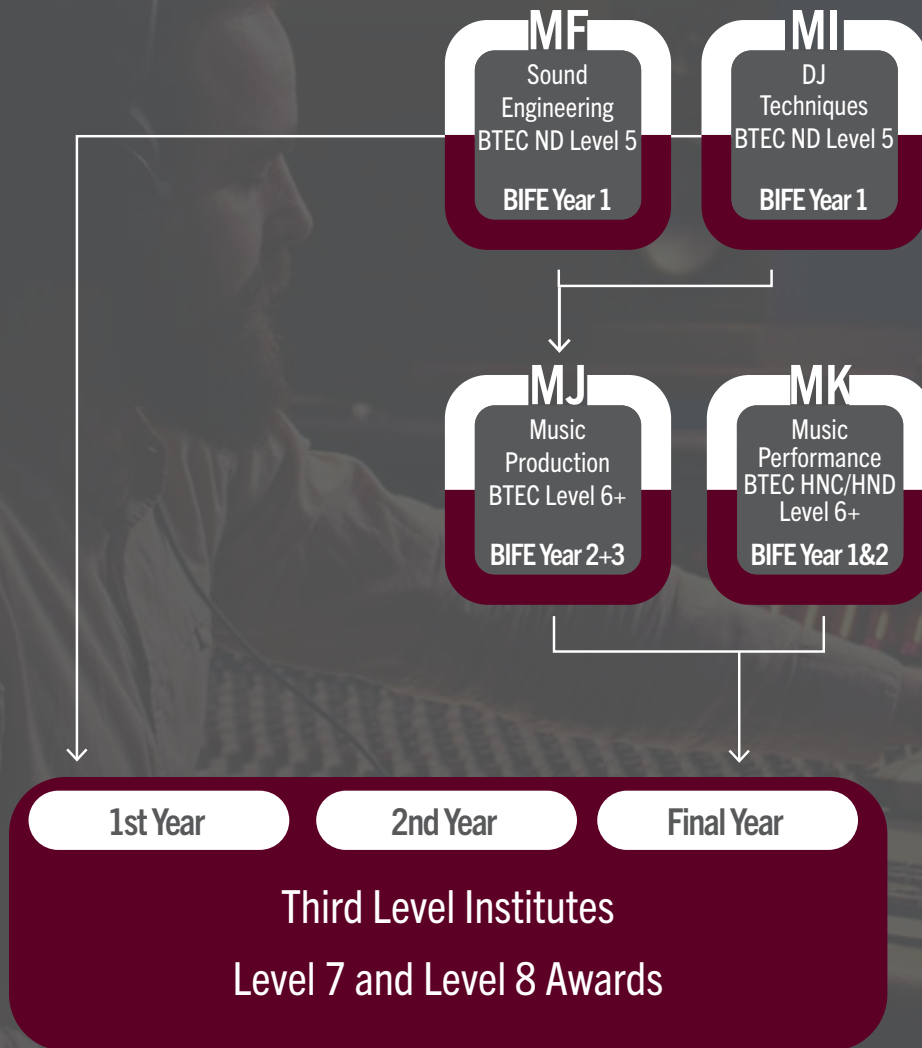 MF
Sound
Engineering
BTEC ND Level 5
BIFE Year 1
MI
DJ
Techniques
BTEC ND Level 5
BIFE Year 1
MJ
Music
Production
BTEC Level 6+
BIFE Year 2+3
MK
Music
Performance
BTEC HNC/HND
Level 6+
BIFE Year 1&2
1st Year
2nd Year
Final Year
Third Level Institutes
Level 7 and Level 8 Awards